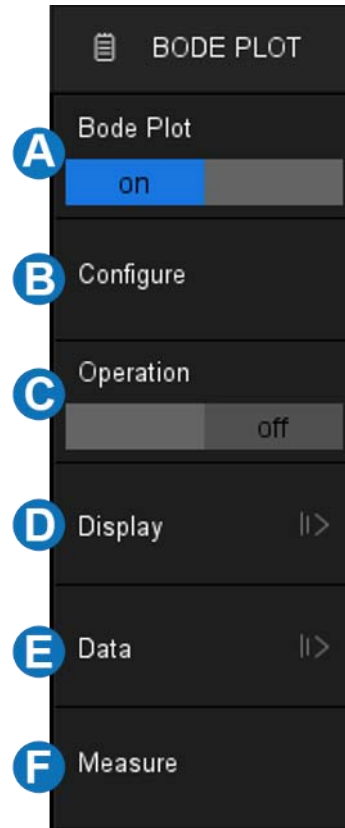 BODE PLOT
A
Bode Plot
on
B
Configure
C
Operation
off
D
Display
E
Data
F
Measure